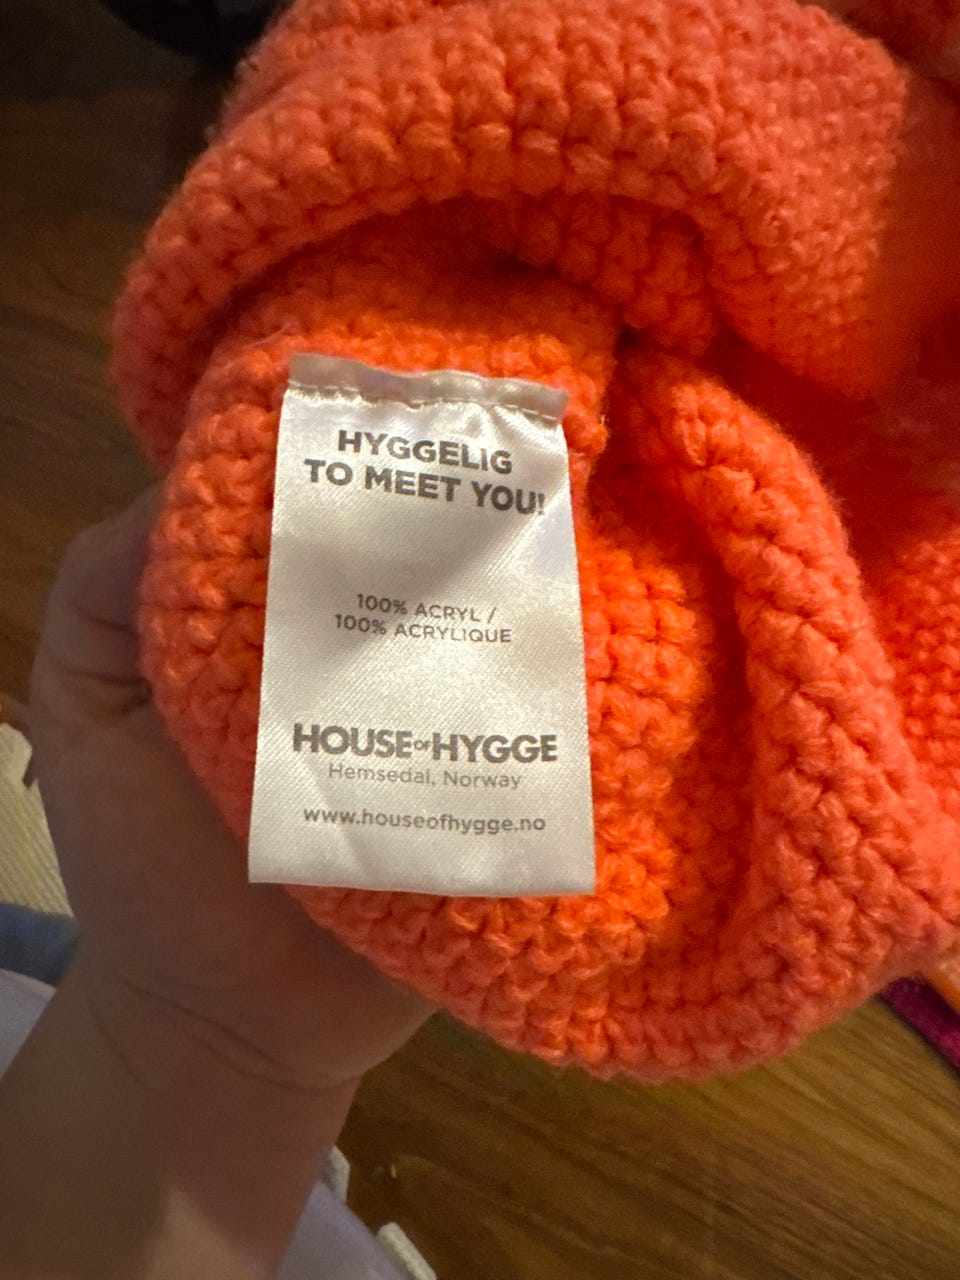 HYGGELIG
TO MEET YOU!
100% ACRYL /
100% ACRYLIQUE
HOUSE OF HYGGE
Hemsedal, Norway
www.houseofhygge.no